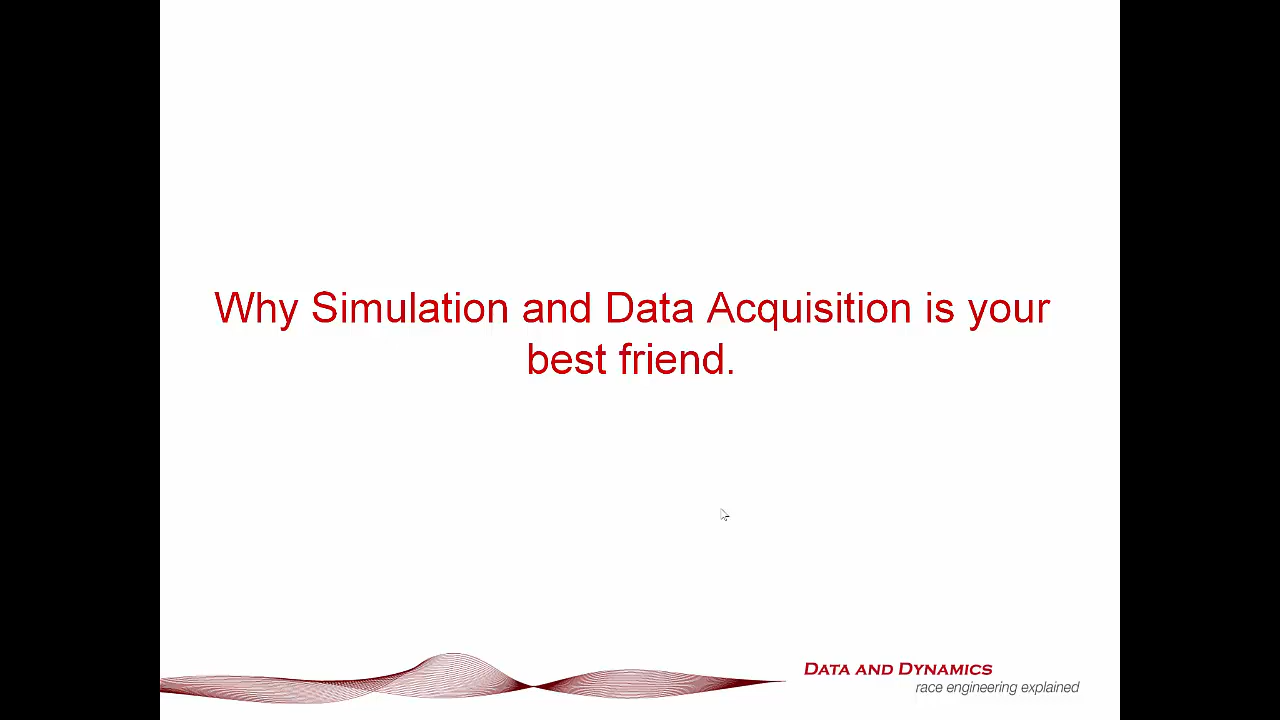 Why Simulation and Data Acquisition is your
best friend.
DATA AND DYNAMICS
race engineering explained